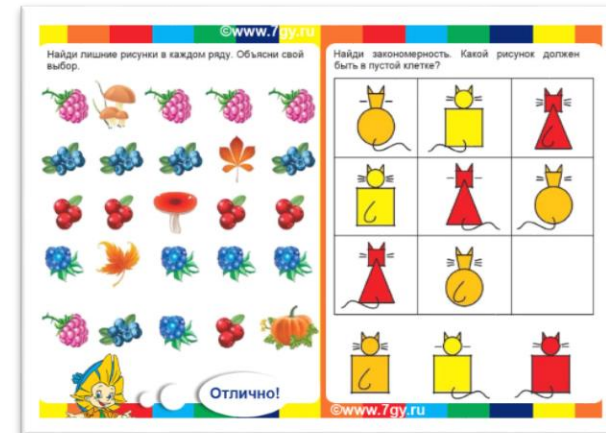 ©www.7gy.ru
Найди лишние рисунки в каждом ряду. Объясни свой
выбор.
Отлично!
Найди закономерность. Какой рисунок должен
быть в пустой клетке?
©www.7gy.ru